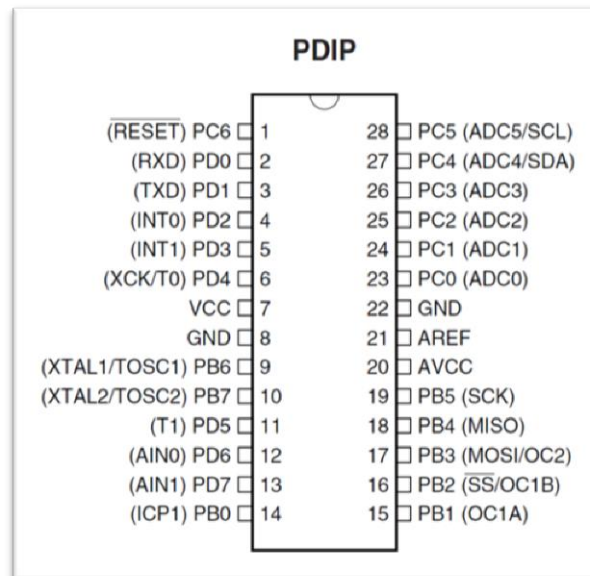 PDIP
(RESET) PC6 1 28 PC5 (ADC5/SCL)
(RXD) PD0 2 27 PC4 (ADC4/SDA)
(TXD) PD1 3 26 PC3 (ADC3)
(INT0) PD2 4 25 PC2 (ADC2)
(INT1) PD3 5 24 PC1 (ADC1)
(XCK/T0) PD4 6 23 PC0 (ADC0)
VCC 7 22 GND
GND 8 21 AREF
(XTAL1/TOSC1) PB6 9 20 AVCC
(XTAL2/TOSC2) PB7 10 19 PB5 (SCK)
(T1) PD5 11 18 PB4 (MISO)
(AIN0) PD6 12 17 PB3 (MOSI/OC2)
(AIN1) PD7 13 16 PB2 (SS/OC1B)
(ICP1) PB0 14 15 PB1 (OC1A)